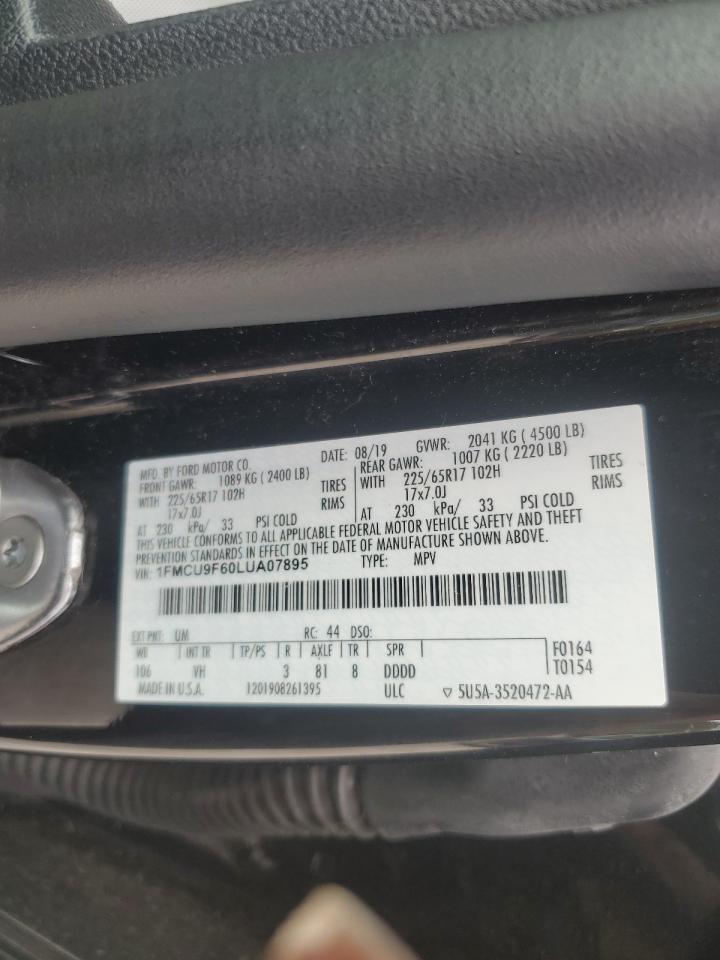 MFD. BY FORD MOTOR CO. DATE: 08/19 GVWR: 2041 KG ( 4500 LB)
FRONT GAWR: 1089 KG ( 2400 LB) REAR GAWR: 1007 KG ( 2220 LB)
WITH 225/65R17 102H TIRES WITH 225/65R17 102H TIRES
17x7.0J RIMS 17x7.0J RIMS
AT 230 kPa/ 33 PSI COLD AT 230 kPa/ 33 PSI COLD
THIS VEHICLE CONFORMS TO ALL APPLICABLE FEDERAL MOTOR VEHICLE SAFETY AND THEFT
PREVENTION STANDARDS IN EFFECT ON THE DATE OF MANUFACTURE SHOWN ABOVE.
VIN: 1FMCU9F60LUA07895 TYPE: MPV
EXT PNT: UM RC: 44 DSO:
WB INT TR TP/PS R AXLE TR SPR F0164
106 VH 3 81 8 DDDD T0154
MADE IN U.S.A. 1201908261395 ULC ▽ 5U5A-3520472-AA